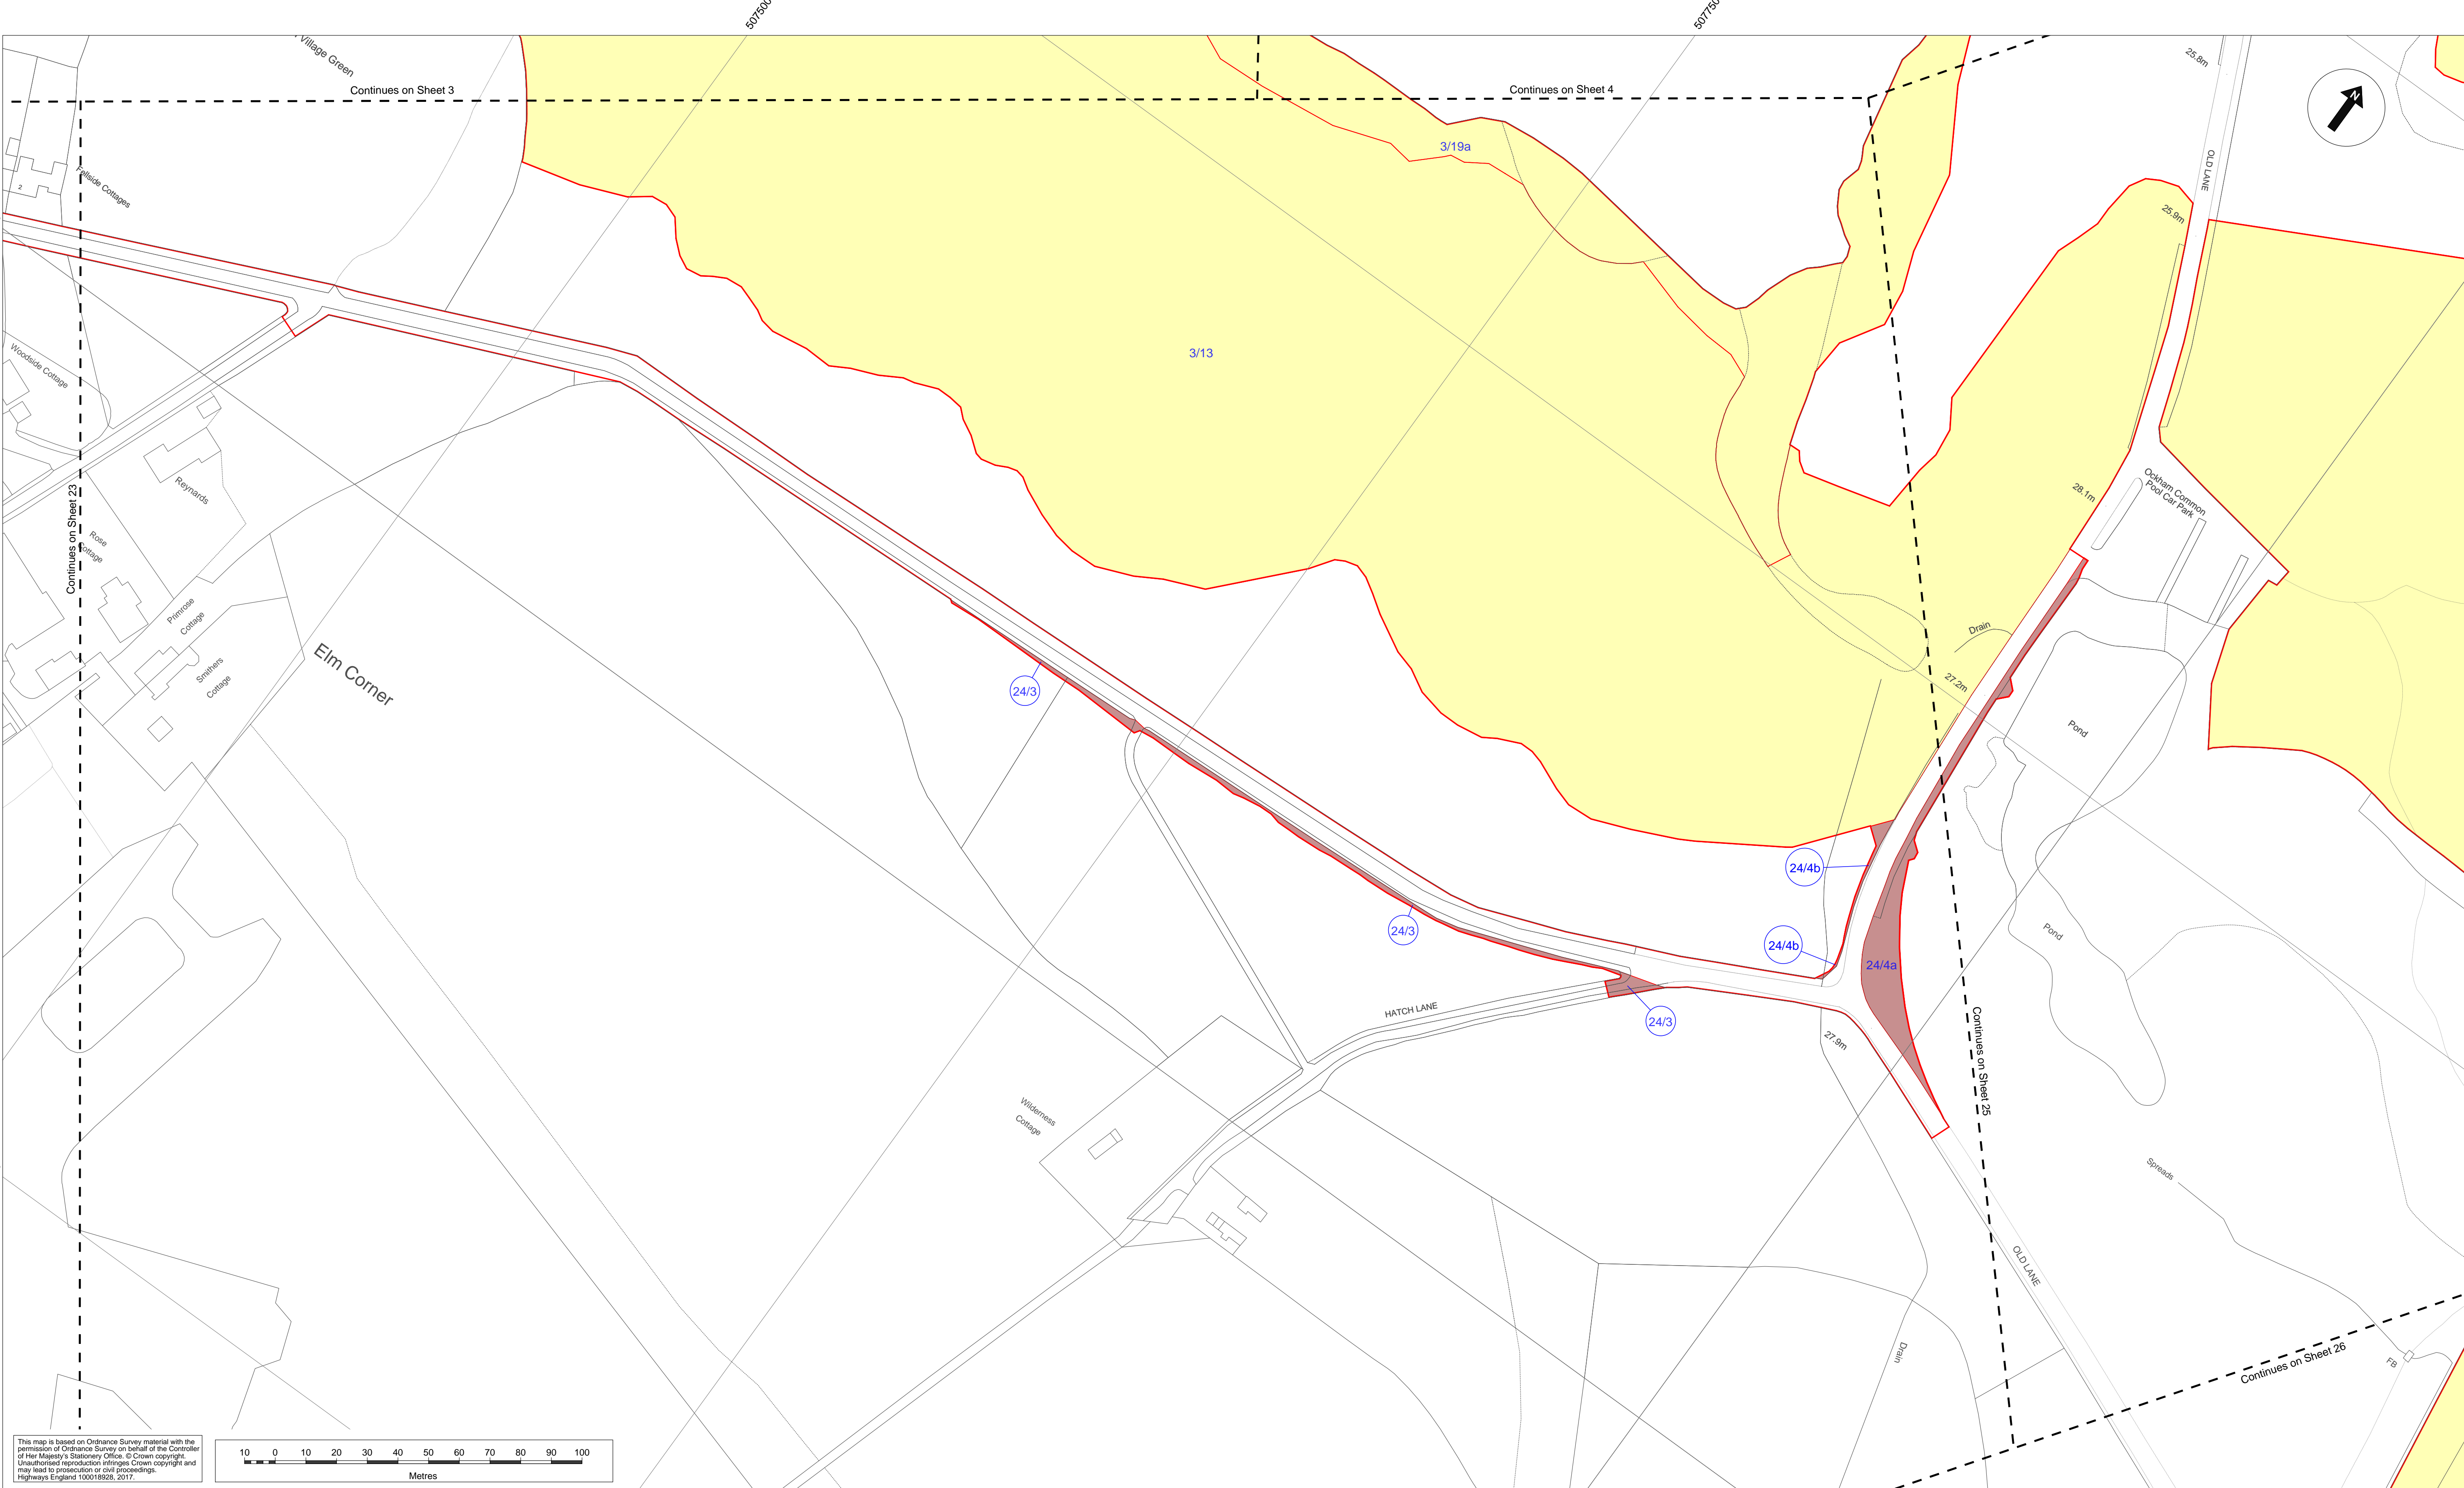 507500
507750
Village Green
Continues on Sheet 3
Continues on Sheet 4
25.8m
N
3/19a
OLD LANE
2
Fellside Cottages
25.9m
3/13
Woodside Cottage
Reynards
Ockham Common
Pool Car Park
28.1m
Continues on Sheet 23
Rose
Cottage
Primrose
Cottage
Smithers
Cottage
Elm Corner
Drain
27.2m
24/3
Pond
24/4b
24/3
24/4b
Pond
24/4a
HATCH LANE
24/3
27.9m
Continues on Sheet 25
Wilderness
Cottage
Spreads
OLD LANE
Drain
Continues on Sheet 26
FB
This map is based on Ordnance Survey material with the
permission of Ordnance Survey on behalf of the Controller
of Her Majesty's Stationery Office. © Crown copyright.
Unauthorised reproduction infringes Crown copyright and
may lead to prosecution or civil proceedings.
Highways England 100018928, 2017.
10 0 10 20 30 40 50 60 70 80 90 100
Metres